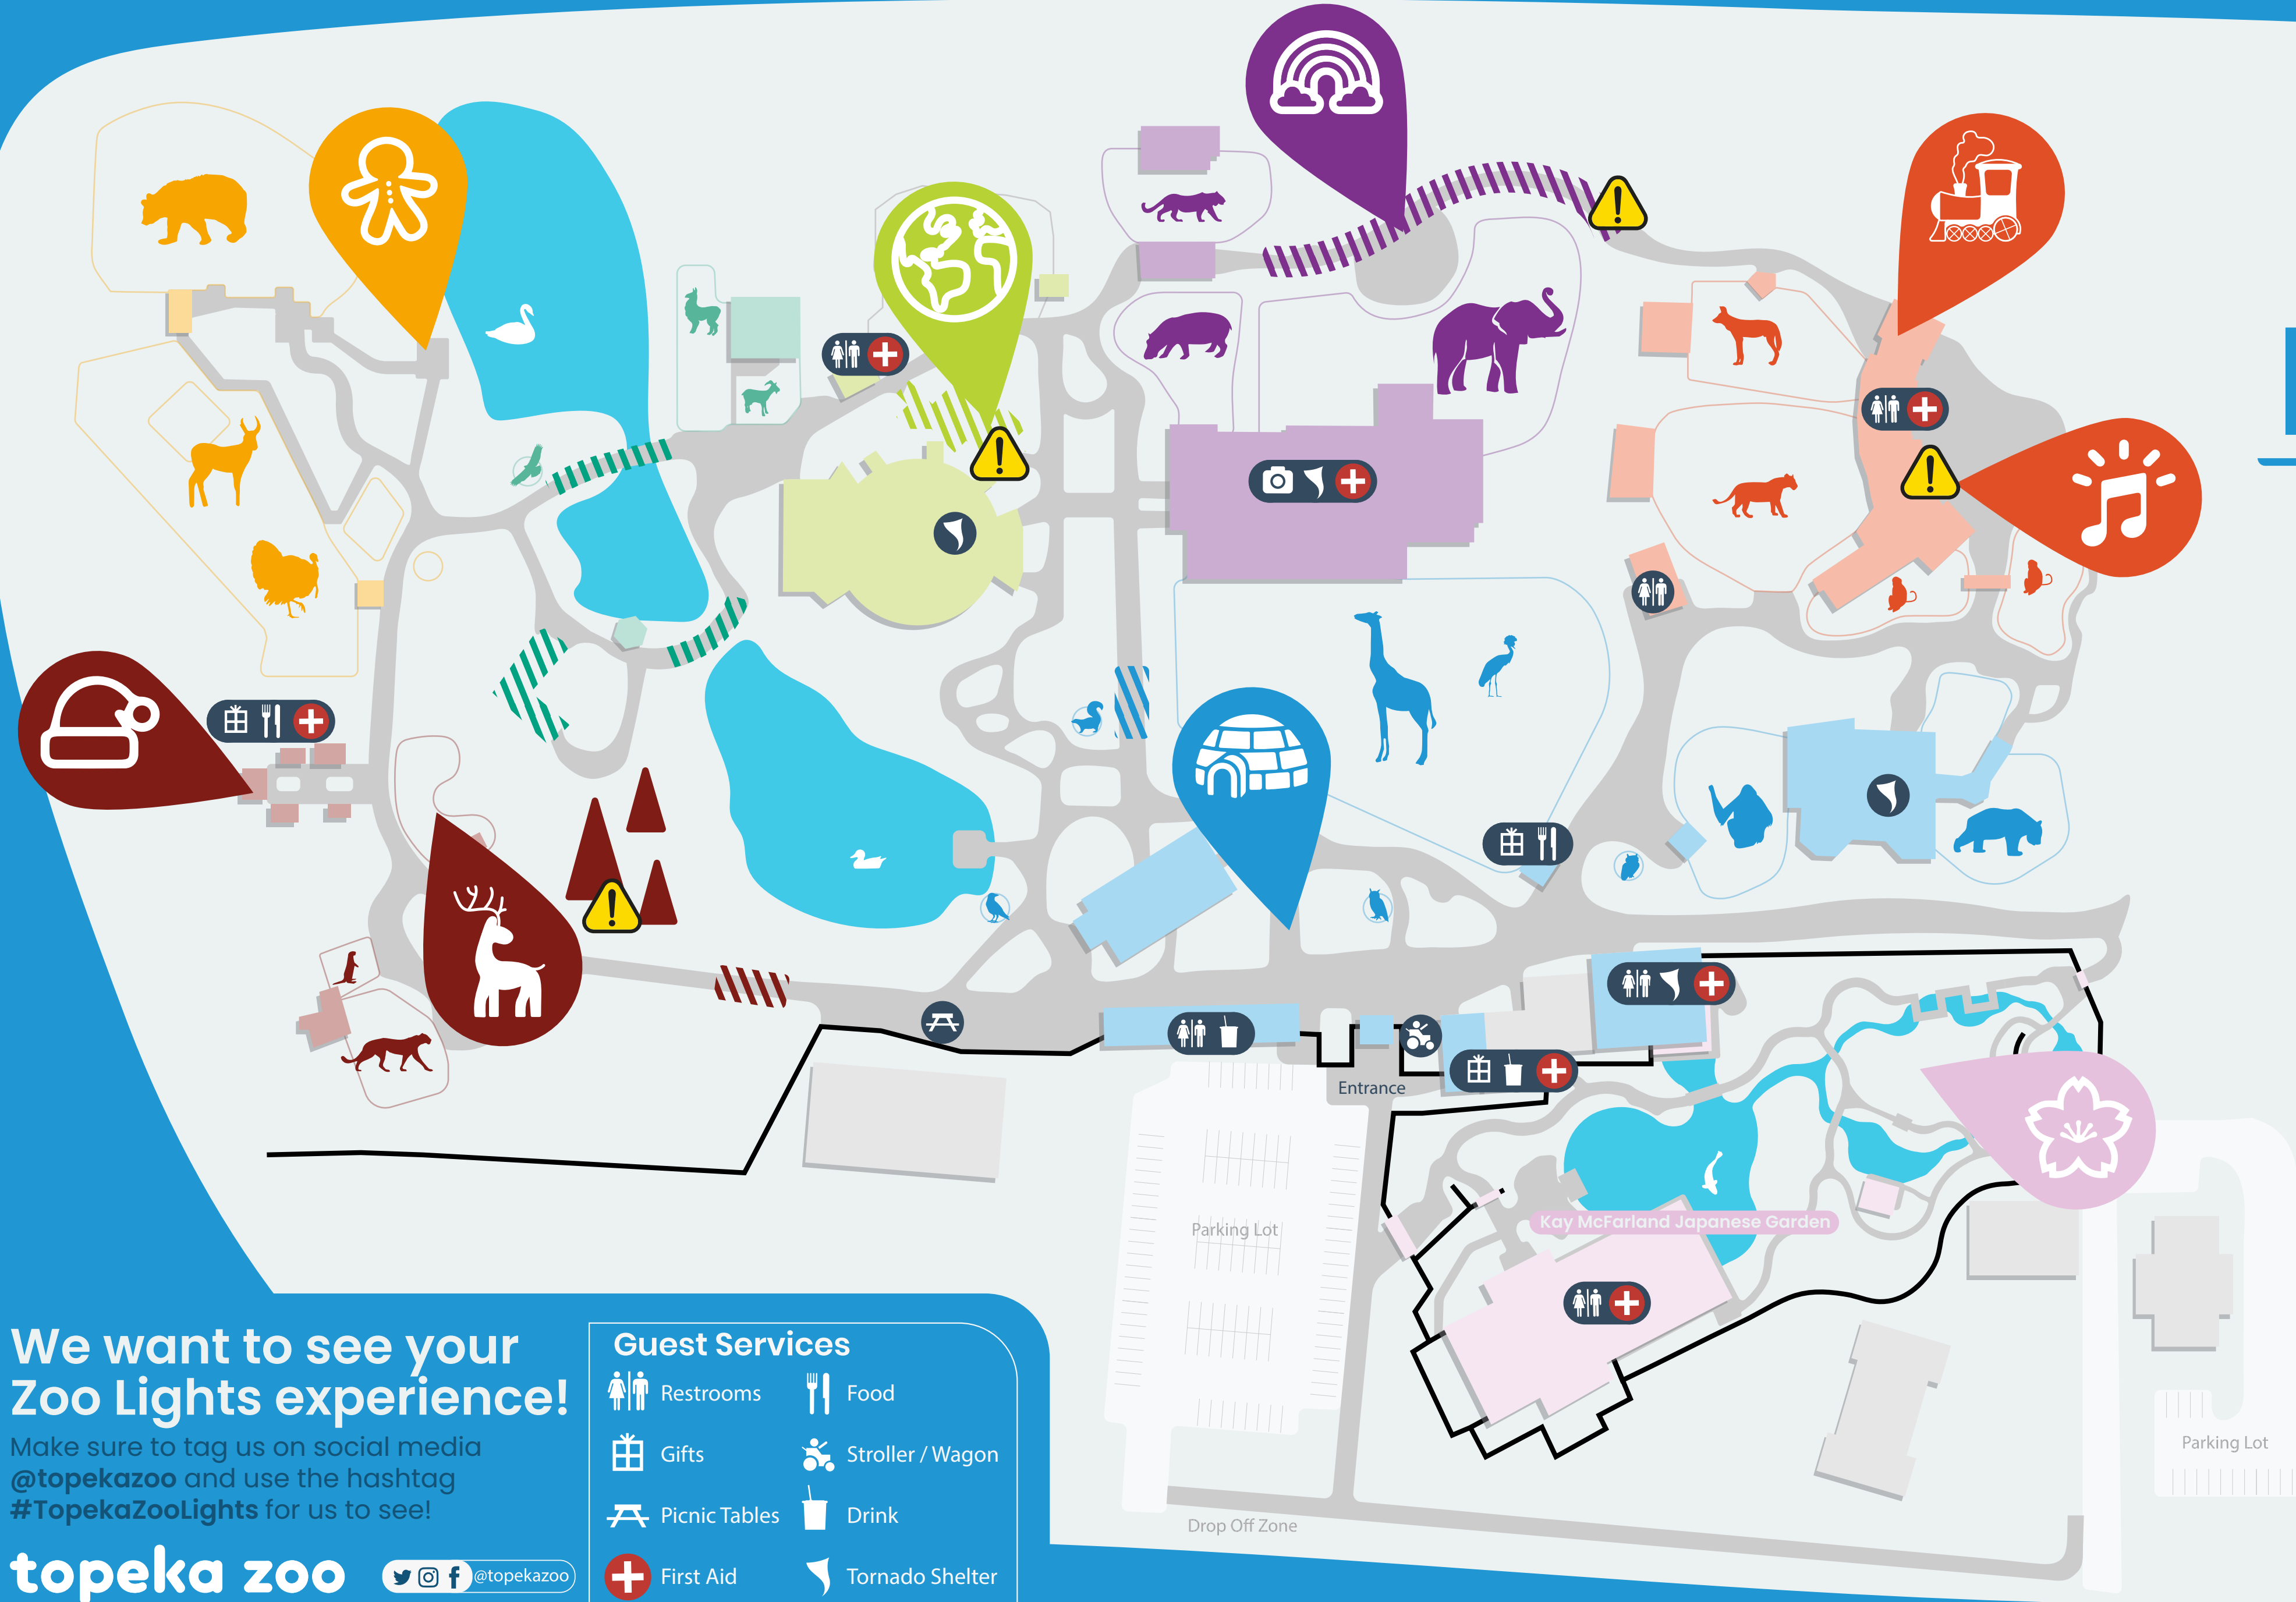 Entrance
Parking Lot
Kay McFarland Japanese Garden
Parking Lot
Drop Off Zone
We want to see your
Zoo Lights experience!
Make sure to tag us on social media
@topekazoo and use the hashtag
#TopekaZooLights for us to see!
topeka zoo
@topekazoo
Guest Services
Restrooms
Food
Gifts
Stroller / Wagon
Picnic Tables
Drink
First Aid
Tornado Shelter